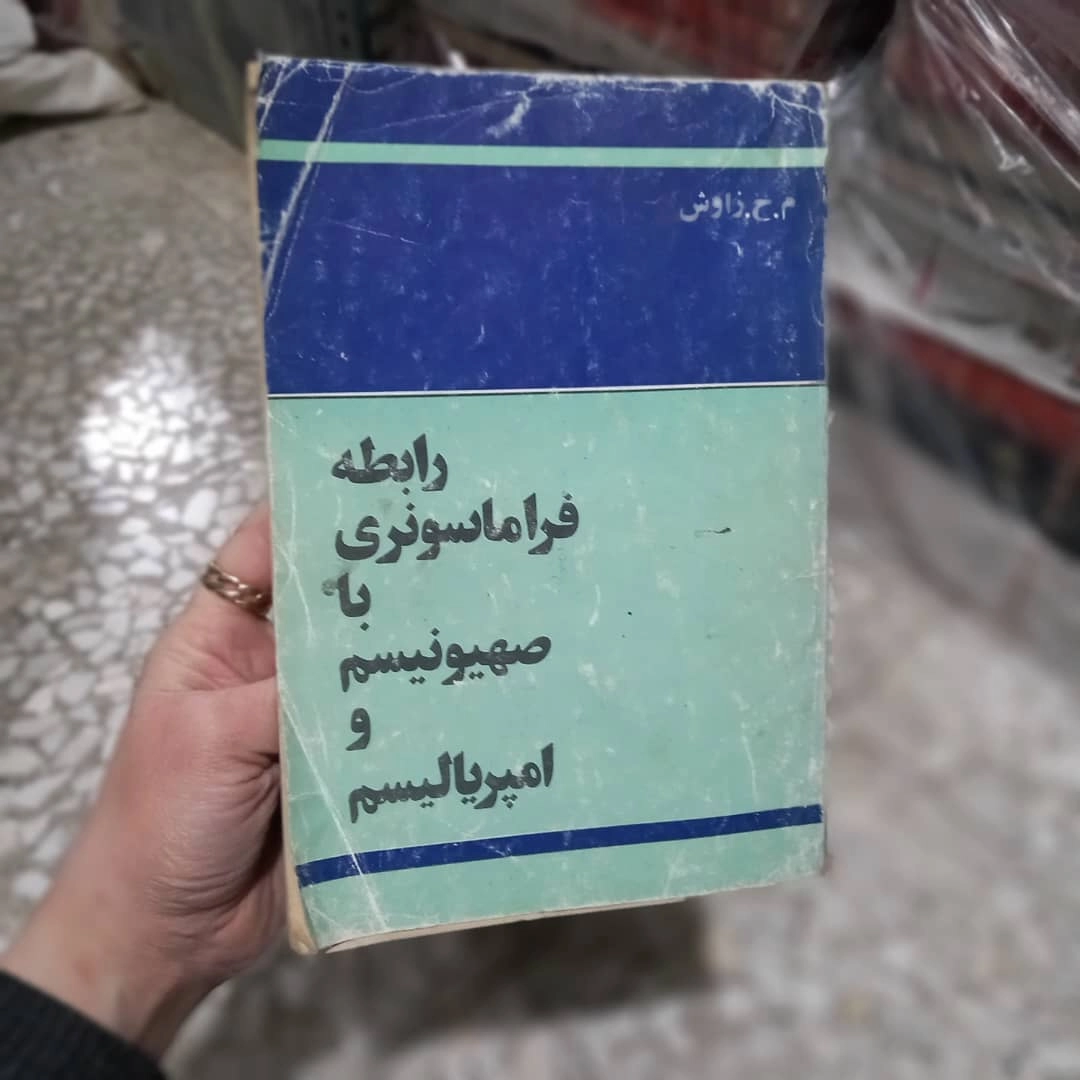 م.ح.زاوش
رابطه
فراماسونری
با
صهیونیسم
و
امپریالیسم